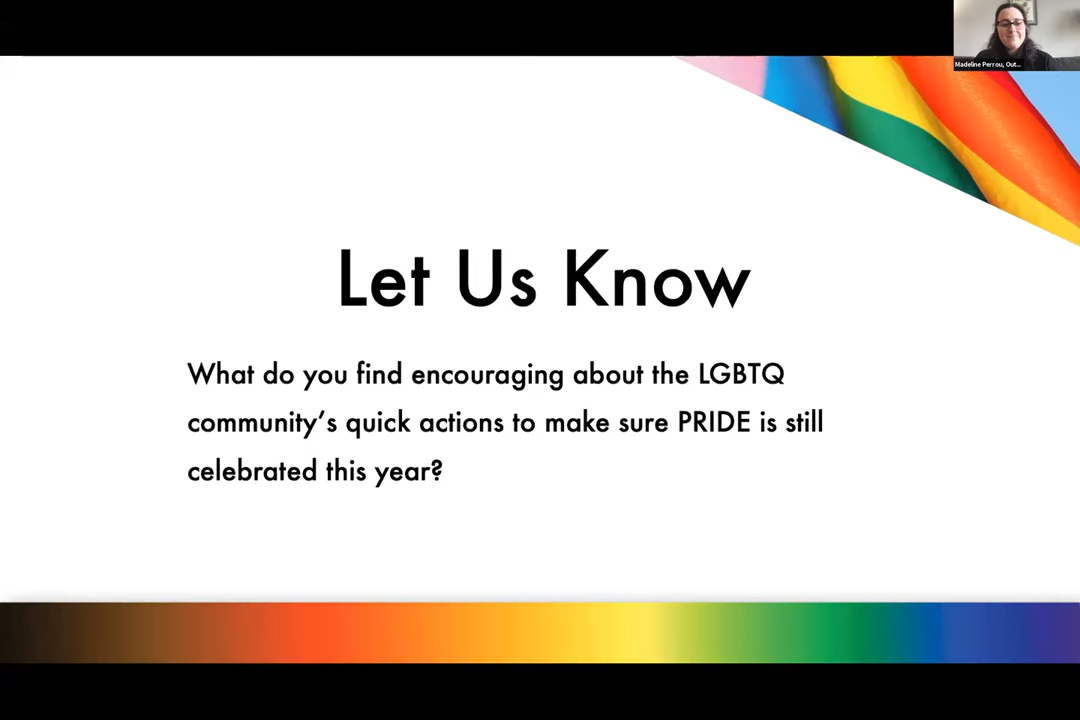 Madeline Perrou, Out...
Let Us Know
What do you find encouraging about the LGBTQ
community’s quick actions to make sure PRIDE is still
celebrated this year?